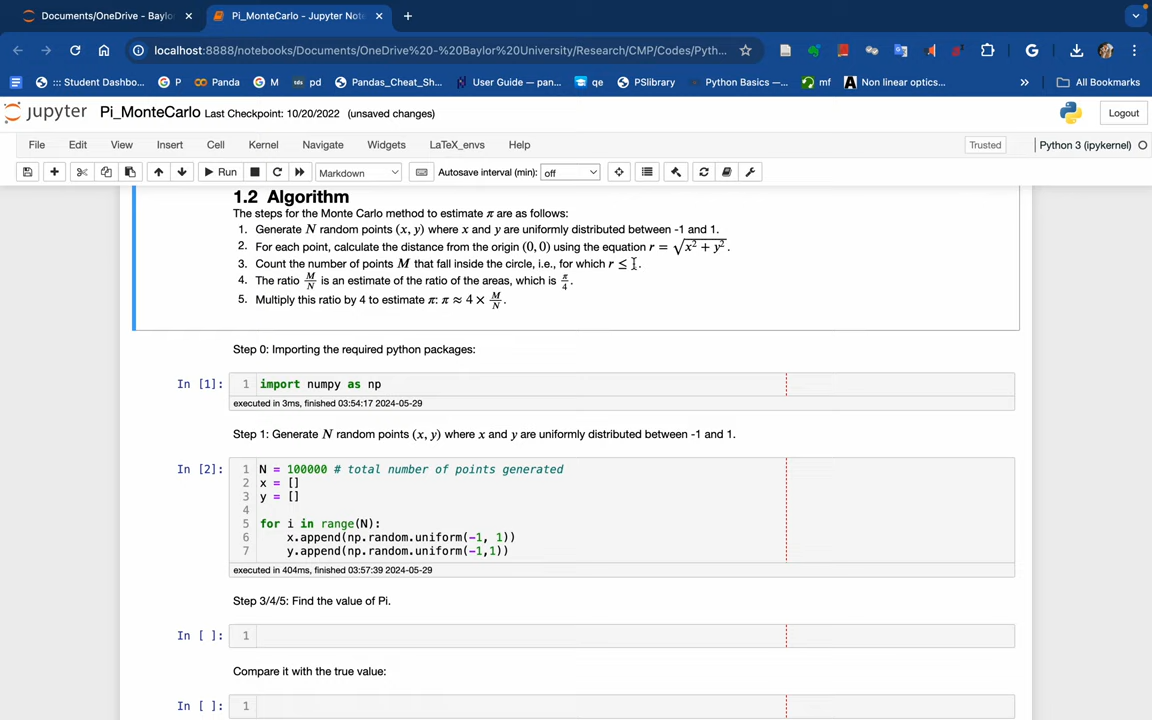 Documents/OneDrive - Baylo
Pi_MonteCarlo - Jupyter Not
localhost:8888/notebooks/Documents/OneDrive%20-%20Baylor%20University/Research/CMP/Codes/Pyth...
::: Student Dashbo...
P
Panda
M
pd
Pandas_Cheat_Sh...
User Guide — pan...
qe
PSlibrary
Python Basics —...
mf
Non linear optics...
»
All Bookmarks
jupyter Pi_MonteCarlo Last Checkpoint: 10/20/2022 (unsaved changes)
Logout
File Edit View Insert Cell Kernel Navigate Widgets LaTeX_envs Help
Trusted
Python 3 (ipykernel)
Run
Markdown
Autosave interval (min): off
1.2 Algorithm
The steps for the Monte Carlo method to estimate π are as follows:
1. Generate N random points (x, y) where x and y are uniformly distributed between -1 and 1.
2. For each point, calculate the distance from the origin (0, 0) using the equation r = √x² + y² .
3. Count the number of points M that fall inside the circle, i.e., for which r ≤ .
4. The ratio M/N is an estimate of the ratio of the areas, which is π/4.
5. Multiply this ratio by 4 to estimate π: π ≈ 4 × M/N.
Step 0: Importing the required python packages:
In [1]: 1 import numpy as np
executed in 3ms, finished 03:54:17 2024-05-29
Step 1: Generate N random points (x, y) where x and y are uniformly distributed between -1 and 1.
In [2]: 1 N = 100000 # total number of points generated
2 x = []
3 y = []
4
5 for i in range(N):
6 x.append(np.random.uniform(-1, 1))
7 y.append(np.random.uniform(-1,1))
executed in 404ms, finished 03:57:39 2024-05-29
Step 3/4/5: Find the value of Pi.
In [ ]: 1
Compare it with the true value:
In [ ]: 1